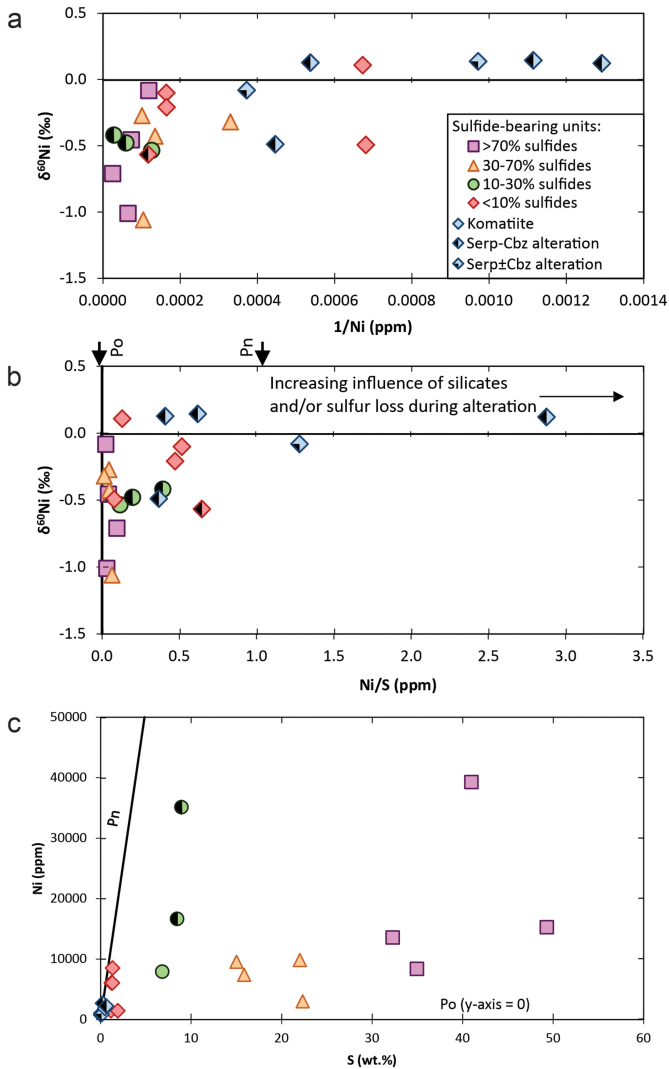 a
0.5
0.0
-0.5
-1.0
-1.5
δ⁶⁰Ni (‰)
Sulfide-bearing units:
>70% sulfides
30-70% sulfides
10-30% sulfides
<10% sulfides
Komatiite
Serp-Cbz alteration
Serp±Cbz alteration
0.0000 0.0002 0.0004 0.0006 0.0008 0.0010 0.0012 0.0014
1/Ni (ppm)
Po
Pn
b
0.5
0.0
-0.5
-1.0
-1.5
δ⁶⁰Ni (‰)
Increasing influence of silicates
and/or sulfur loss during alteration
0.0 0.5 1.0 1.5 2.0 2.5 3.0 3.5
Ni/S (ppm)
c
50000
40000
30000
20000
10000
0
Ni (ppm)
Pn
Po (y-axis = 0)
0 10 20 30 40 50 60
S (wt.%)